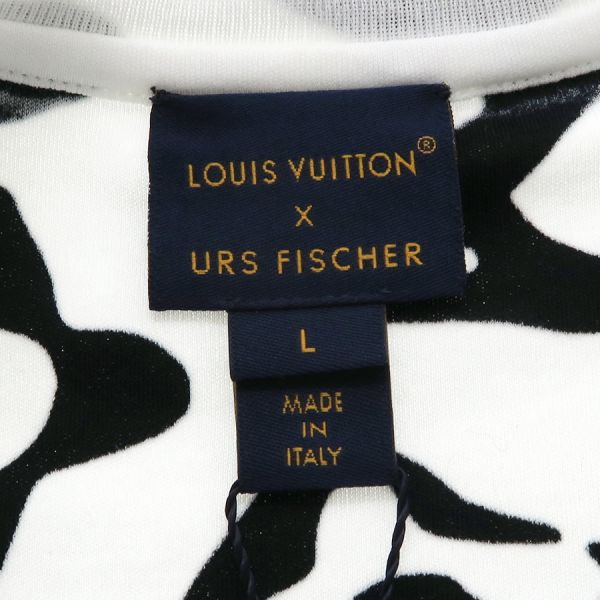 LOUIS VUITTON®
X
URS FISCHER
L
MADE
IN
ITALY